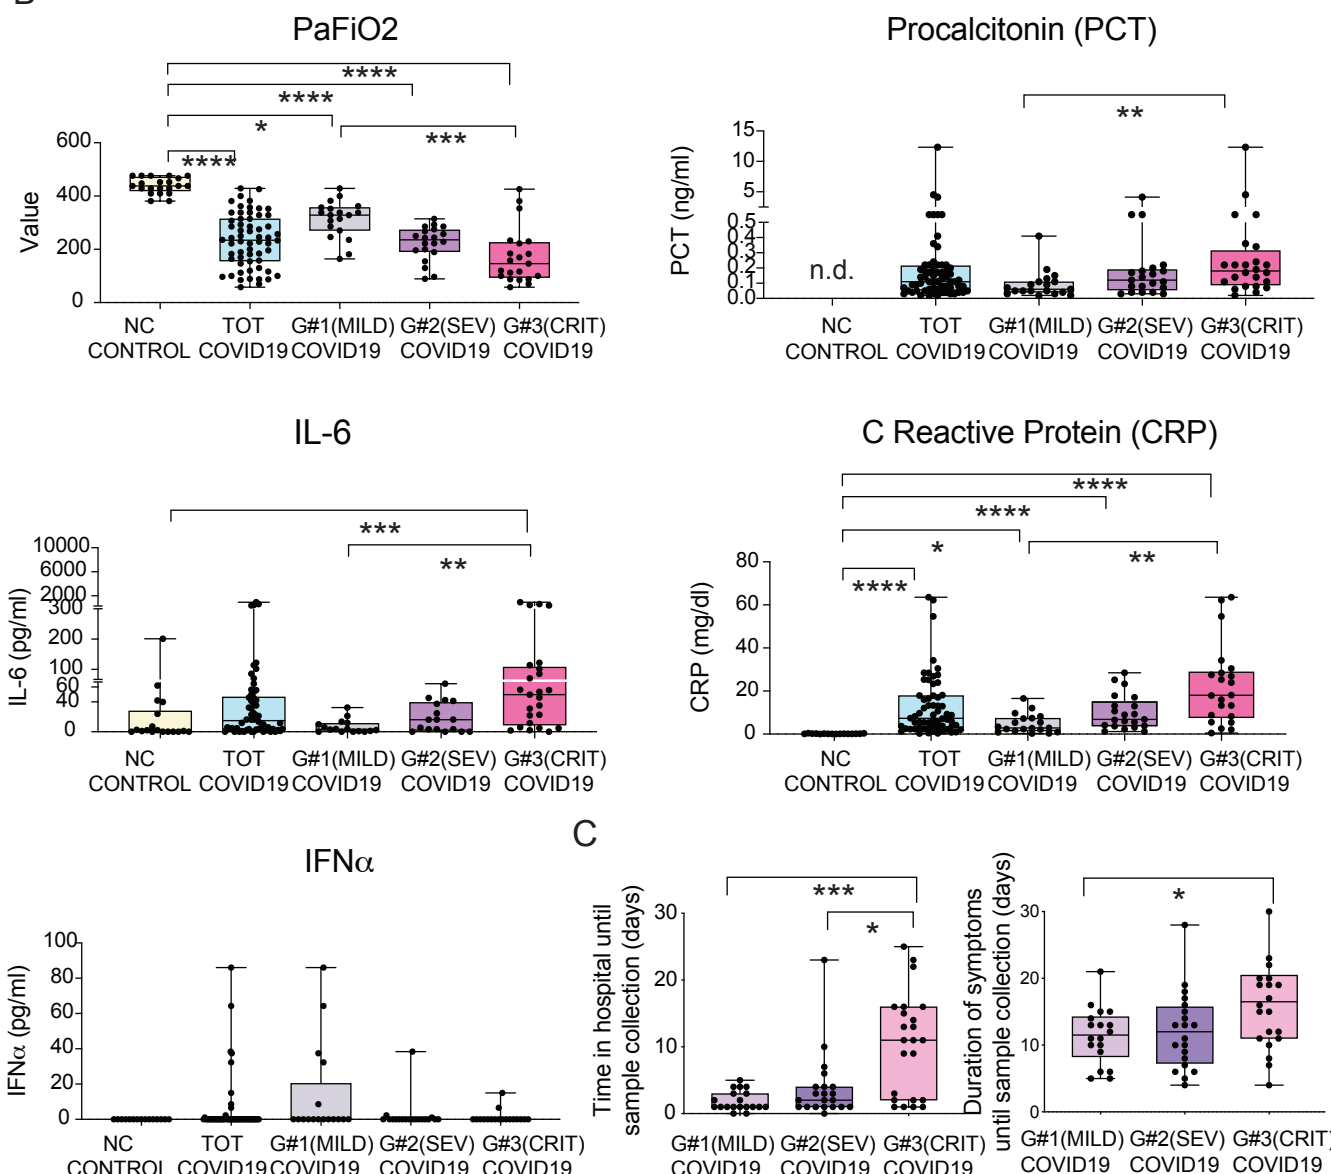 B
PaFiO2
****
****
*
***
****
600
400
200
0
Value
NC
CONTROL
TOT
COVID19
G#1(MILD)
COVID19
G#2(SEV)
COVID19
G#3(CRIT)
COVID19
Procalcitonin (PCT)
**
15
10
5
0.5
0.4
0.3
0.2
0.1
0.0
PCT (ng/ml)
n.d.
NC
CONTROL
TOT
COVID19
G#1(MILD)
COVID19
G#2(SEV)
COVID19
G#3(CRIT)
COVID19
IL-6
***
**
10000
6000
2000
300
200
100
60
40
0
IL-6 (pg/ml)
NC
CONTROL
TOT
COVID19
G#1(MILD)
COVID19
G#2(SEV)
COVID19
G#3(CRIT)
COVID19
C Reactive Protein (CRP)
****
****
*
**
****
80
60
40
20
0
CRP (mg/dl)
NC
CONTROL
TOT
COVID19
G#1(MILD)
COVID19
G#2(SEV)
COVID19
G#3(CRIT)
COVID19
IFNα
100
80
60
40
20
0
IFNα (pg/ml)
NC
CONTROL
TOT
COVID19
G#1(MILD)
COVID19
G#2(SEV)
COVID19
G#3(CRIT)
COVID19
C
***
*
30
20
10
0
Time in hospital until
sample collection (days)
G#1(MILD)
COVID19
G#2(SEV)
COVID19
G#3(CRIT)
COVID19
*
30
20
10
0
Duration of symptoms
until sample collection (days)
G#1(MILD)
COVID19
G#2(SEV)
COVID19
G#3(CRIT)
COVID19